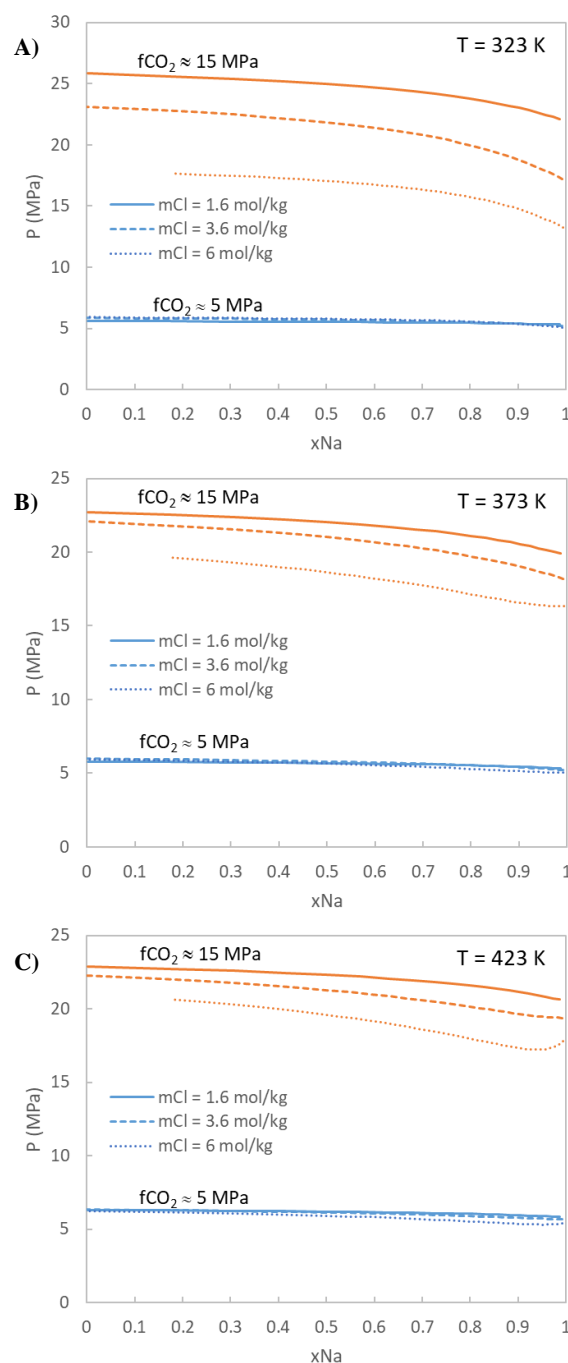 A)
30
25
20
15
10
5
0
P (MPa)
T = 323 K
fCO₂ ≈ 15 MPa
mCl = 1.6 mol/kg
mCl = 3.6 mol/kg
mCl = 6 mol/kg
fCO₂ ≈ 5 MPa
0 0.1 0.2 0.3 0.4 0.5 0.6 0.7 0.8 0.9 1
xNa
B)
25
20
15
10
5
0
P (MPa)
fCO₂ ≈ 15 MPa
T = 373 K
mCl = 1.6 mol/kg
mCl = 3.6 mol/kg
mCl = 6 mol/kg
fCO₂ ≈ 5 MPa
0 0.1 0.2 0.3 0.4 0.5 0.6 0.7 0.8 0.9 1
xNa
C)
25
20
15
10
5
0
P (MPa)
fCO₂ ≈ 15 MPa
T = 423 K
mCl = 1.6 mol/kg
mCl = 3.6 mol/kg
mCl = 6 mol/kg
fCO₂ ≈ 5 MPa
0 0.1 0.2 0.3 0.4 0.5 0.6 0.7 0.8 0.9 1
xNa